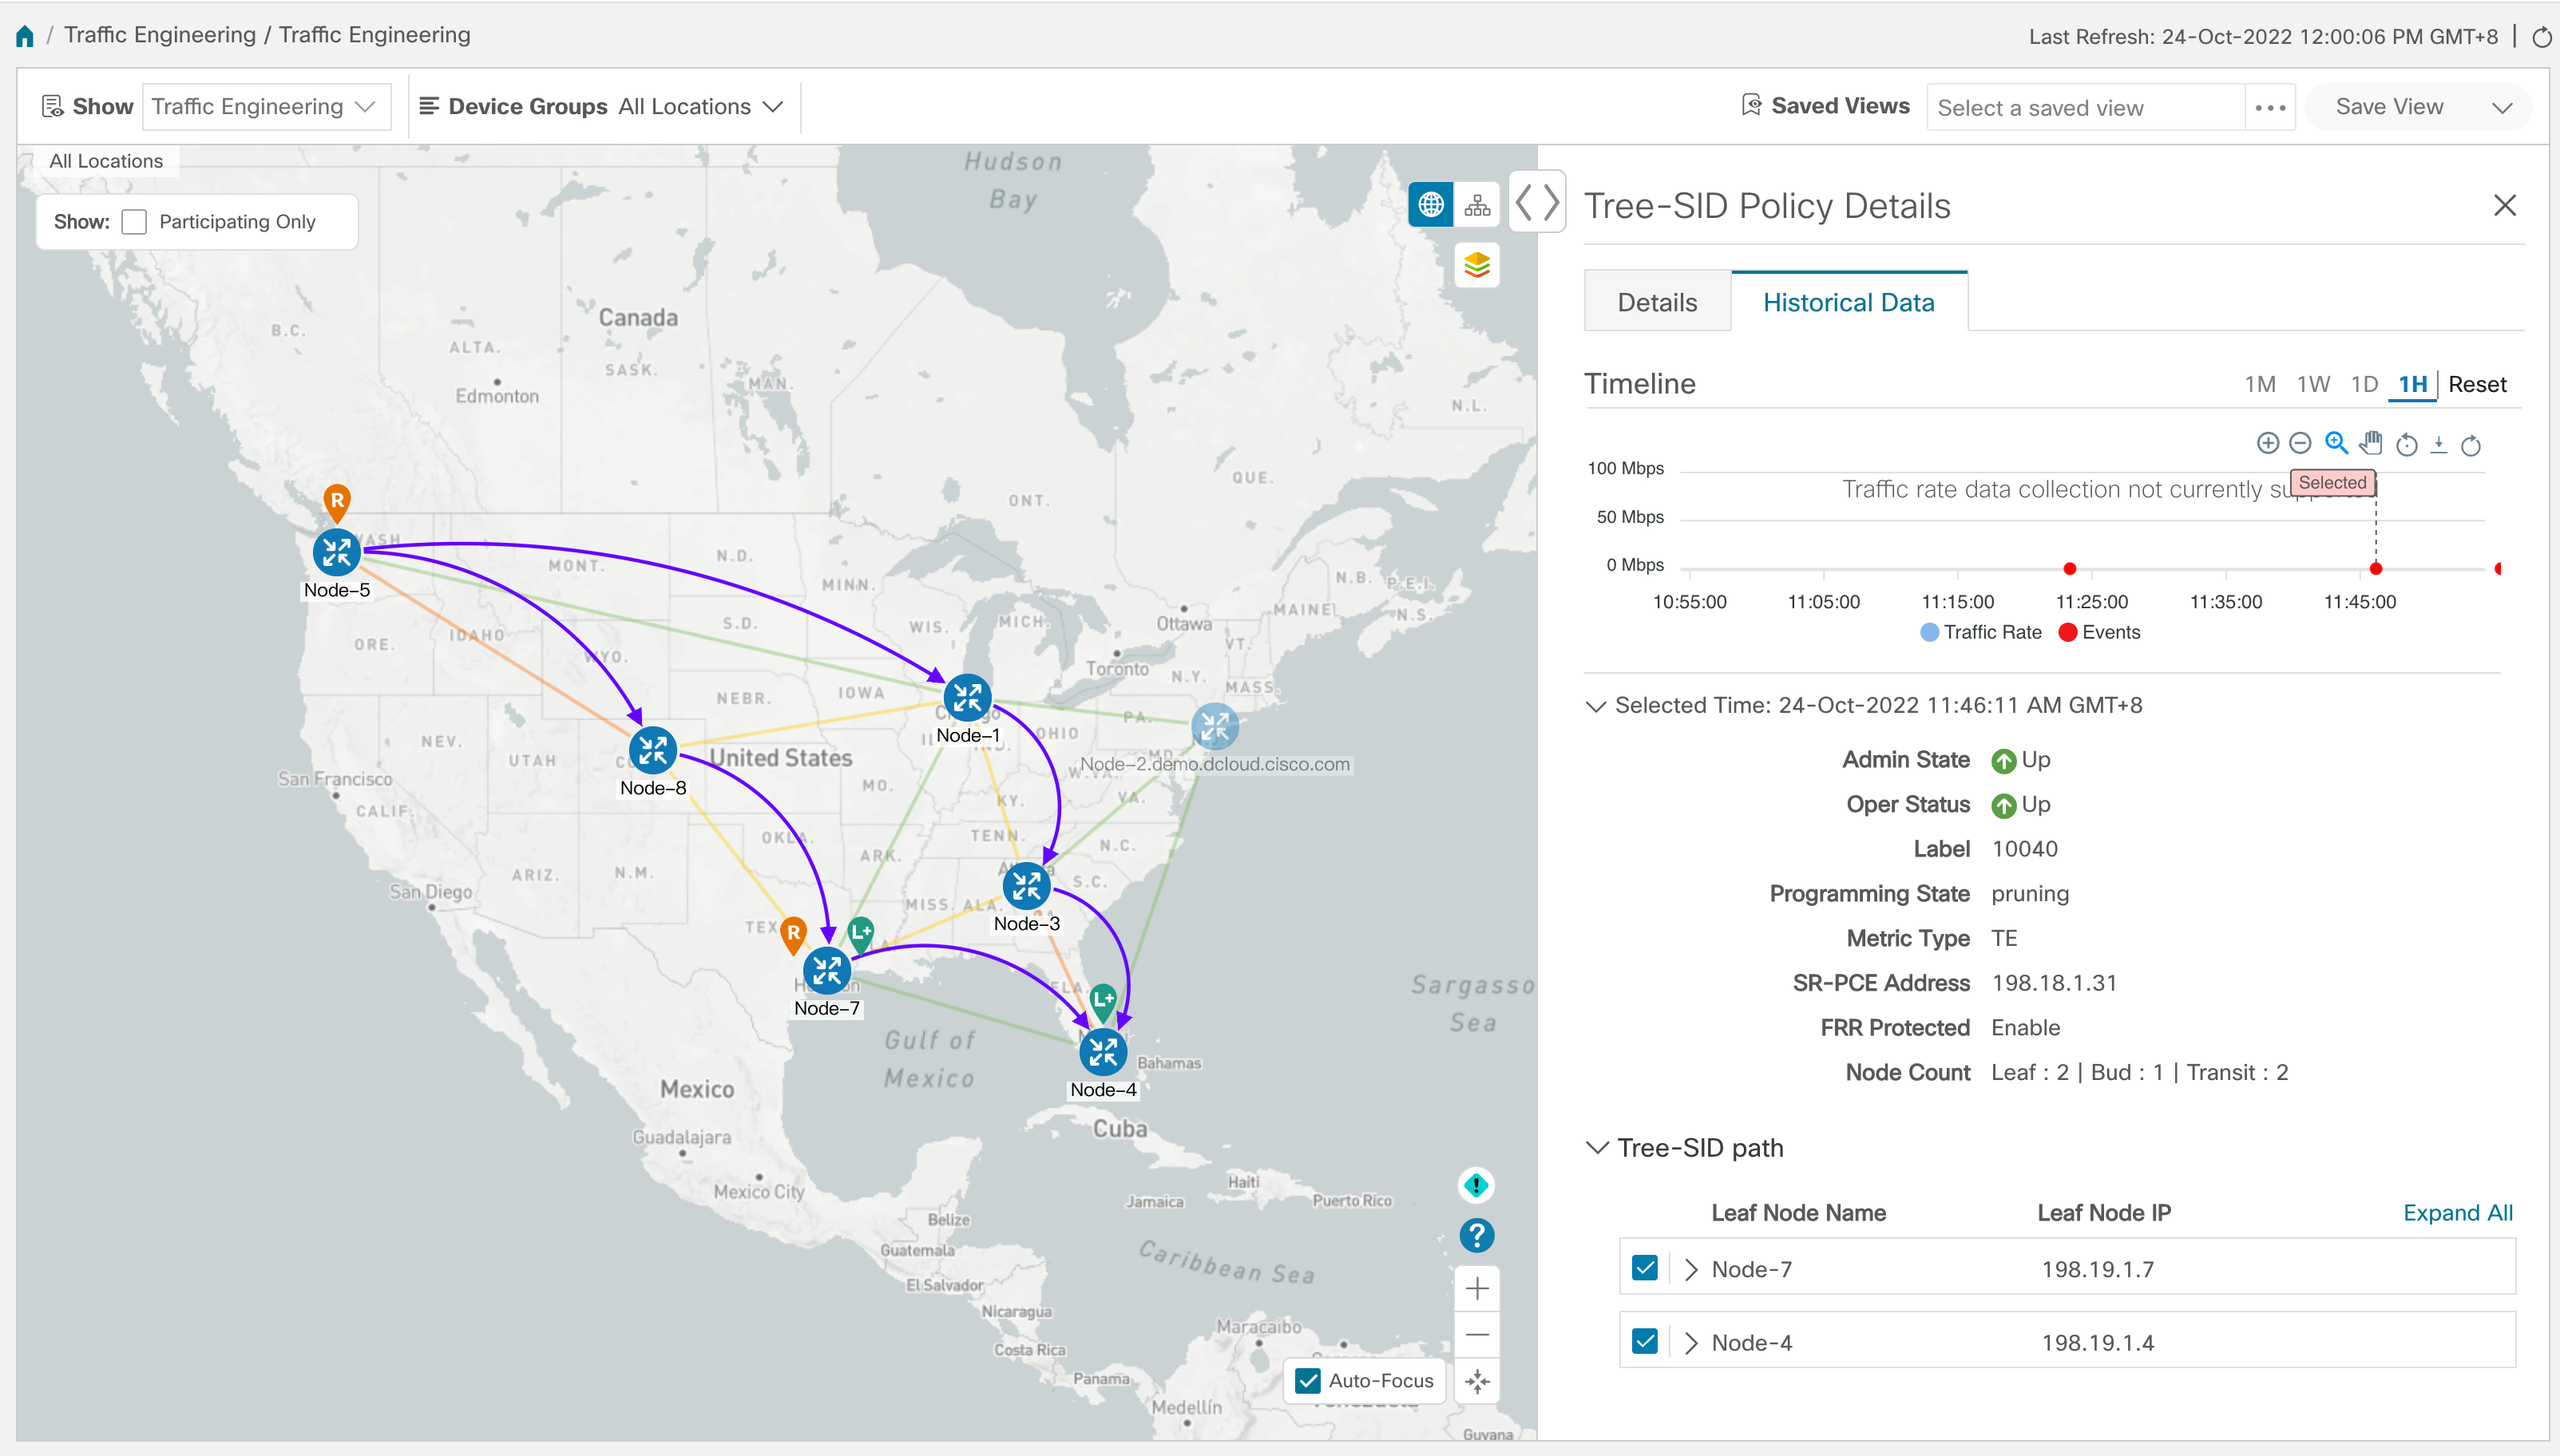 / Traffic Engineering / Traffic Engineering
Last Refresh: 24-Oct-2022 12:00:06 PM GMT+8 |
Show Traffic Engineering
Device Groups All Locations
Saved Views Select a saved view
Save View
All Locations
Show: Participating Only
Hudson
Bay
Canada
B.C.
ALTA.
SASK.
MAN.
Edmonton
N.L.
QUE.
ONT.
R
WASH.
Node-5
MONT.
N.D.
MINN.
N.B.
P.E.I.
MAINE
N.S.
Ottawa
ORE.
IDAHO
S.D.
WIS.
MICH.
VT.
WYO.
Toronto
N.Y.
MASS.
NEBR.
IOWA
Node-1
PA.
OHIO
NEV.
UTAH
United States
Node-2.demo.dcloud.cisco.com
San Francisco
Node-8
MO.
KY.
VA.
CALIF.
OKLA.
TENN.
N.C.
ARK.
ARIZ.
N.M.
S.C.
San Diego
MISS.
ALA.
Node-3
TEX
R
L+
Node-7
L+
Sargasso
Sea
Gulf of
Mexico
Bahamas
Node-4
Mexico
Cuba
Guadalajara
Mexico City
Haiti
Jamaica
Puerto Rico
Belize
Guatemala
El Salvador
Caribbean Sea
Nicaragua
Maracaibo
Costa Rica
Panama
Medellín
Guyana
!
?
Auto-Focus
Tree-SID Policy Details
Details
Historical Data
Timeline
1M 1W 1D 1H Reset
100 Mbps
Traffic rate data collection not currently su
Selected
50 Mbps
0 Mbps
10:55:00 11:05:00 11:15:00 11:25:00 11:35:00 11:45:00
Traffic Rate Events
Selected Time: 24-Oct-2022 11:46:11 AM GMT+8
Admin State Up
Oper Status Up
Label 10040
Programming State pruning
Metric Type TE
SR-PCE Address 198.18.1.31
FRR Protected Enable
Node Count Leaf : 2 | Bud : 1 | Transit : 2
Tree-SID path
Leaf Node Name Leaf Node IP Expand All
Node-7 198.19.1.7
Node-4 198.19.1.4